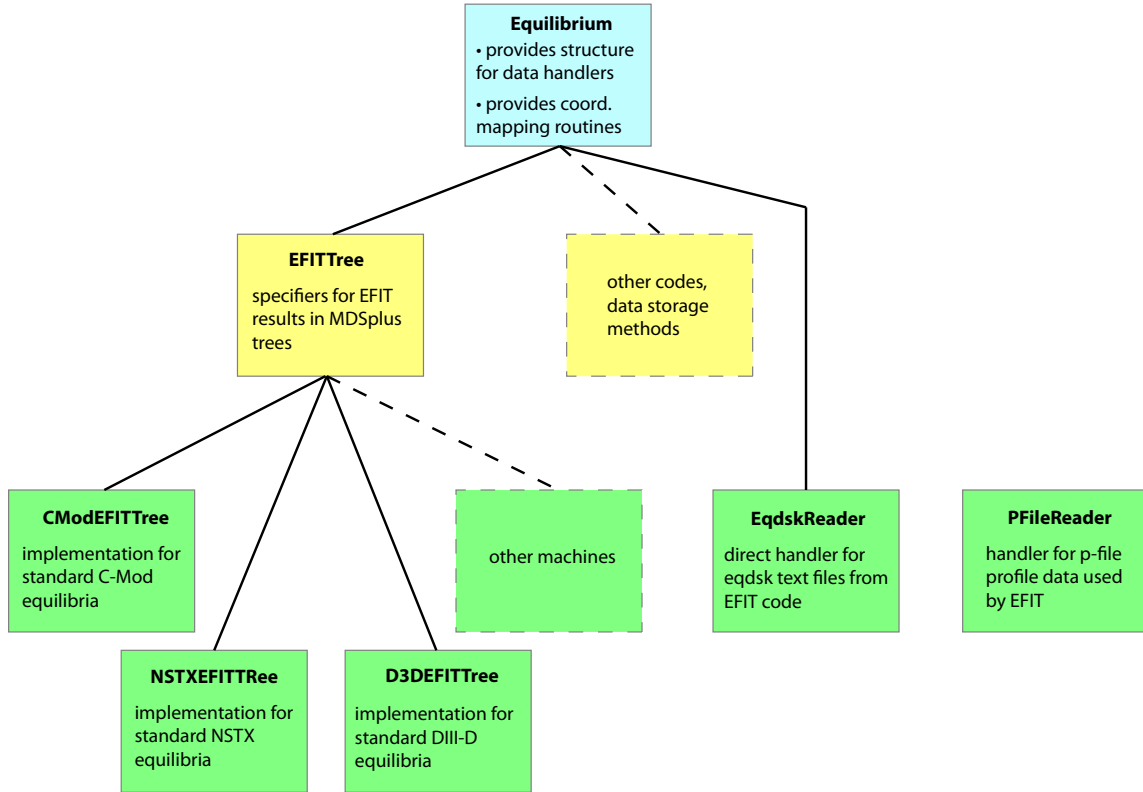 Equilibrium
• provides structure
for data handlers
• provides coord.
mapping routines
EFITTree
specifiers for EFIT
results in MDSplus
trees
other codes,
data storage
methods
CModEFITTree
implementation for
standard C-Mod
equilibria
other machines
EqdskReader
direct handler for
eqdsk text files from
EFIT code
PFileReader
handler for p-file
profile data used
by EFIT
NSTXEFITTRee
implementation for
standard NSTX
equilibria
D3DEFITTree
implementation for
standard DIII-D
equilibria